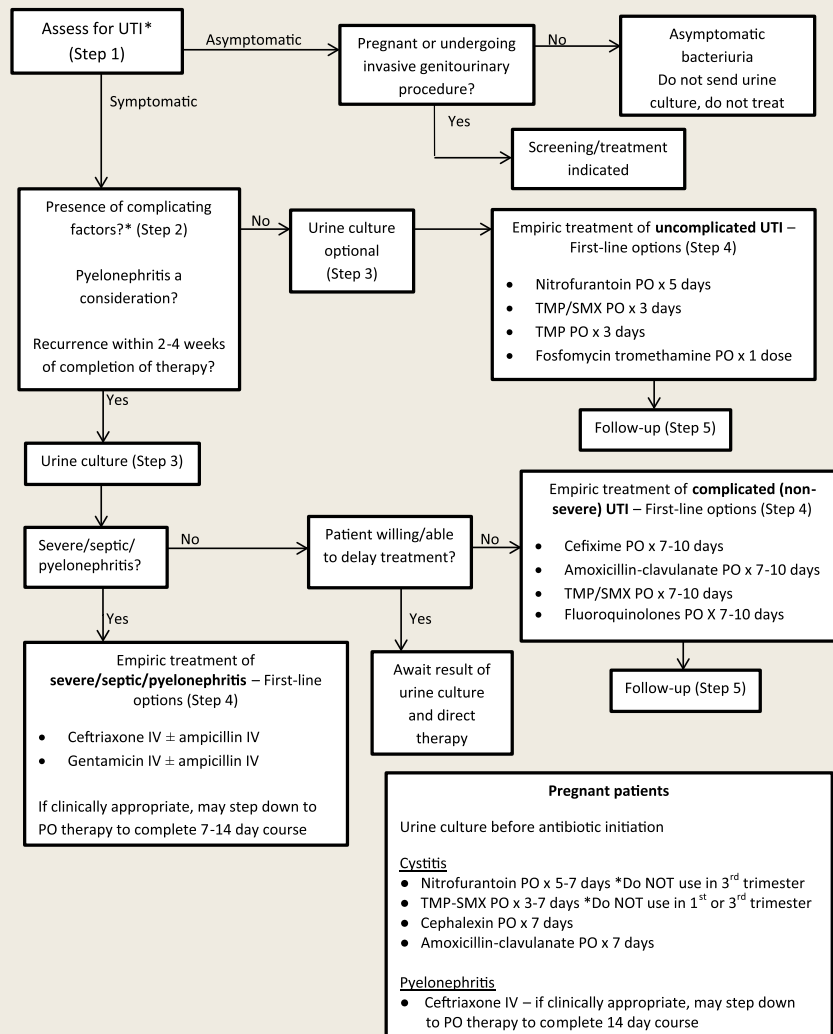 Assess for UTI*
(Step 1)
Asymptomatic
Pregnant or undergoing
invasive genitourinary
procedure?
No
Asymptomatic
bacteriuria
Do not send urine
culture, do not treat
Symptomatic
Yes
Screening/treatment
indicated
Presence of complicating
factors?* (Step 2)
Pyelonephritis a
consideration?
Recurrence within 2-4 weeks
of completion of therapy?
No
Urine culture
optional
(Step 3)
Empiric treatment of uncomplicated UTI –
First-line options (Step 4)
• Nitrofurantoin PO x 5 days
• TMP/SMX PO x 3 days
• TMP PO x 3 days
• Fosfomycin tromethamine PO x 1 dose
Yes
Follow-up (Step 5)
Urine culture (Step 3)
Severe/septic/
pyelonephritis?
No
Patient willing/able
to delay treatment?
No
Empiric treatment of complicated (non-
severe) UTI – First-line options (Step 4)
• Cefixime PO x 7-10 days
• Amoxicillin-clavulanate PO x 7-10 days
• TMP/SMX PO x 7-10 days
• Fluoroquinolones PO X 7-10 days
Yes
Yes
Follow-up (Step 5)
Empiric treatment of
severe/septic/pyelonephritis – First-line
options (Step 4)
• Ceftriaxone IV ± ampicillin IV
• Gentamicin IV ± ampicillin IV
If clinically appropriate, may step down to
PO therapy to complete 7-14 day course
Await result of
urine culture
and direct
therapy
Pregnant patients
Urine culture before antibiotic initiation
Cystitis
• Nitrofurantoin PO x 5-7 days *Do NOT use in 3rd trimester
• TMP-SMX PO x 3-7 days *Do NOT use in 1st or 3rd trimester
• Cephalexin PO x 7 days
• Amoxicillin-clavulanate PO x 7 days
Pyelonephritis
• Ceftriaxone IV – if clinically appropriate, may step down
to PO therapy to complete 14 day course